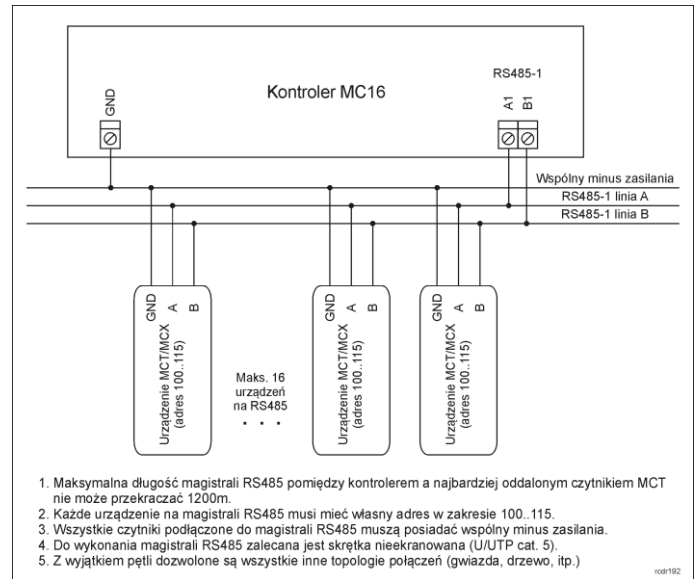 RS485-1
Kontroler MC16
GND
A1
B1
Wspólny minus zasilania
RS485-1 linia A
RS485-1 linia B
GND
A
B
Urządzenie MCT/MCX
(adres 100..115)
Maks. 16
urządzeń
na RS485
. . .
GND
A
B
Urządzenie MCT/MCX
(adres 100..115)
GND
A
B
Urządzenie MCT/MCX
(adres 100..115)
1. Maksymalna długość magistrali RS485 pomiędzy kontrolerem a najbardziej oddalonym czytnikiem MCT
nie może przekraczać 1200m.
2. Każde urządzenie na magistrali RS485 musi mieć własny adres w zakresie 100..115.
3. Wszystkie czytniki podłączone do magistrali RS485 muszą posiadać wspólny minus zasilania.
4. Do wykonania magistrali RS485 zalecana jest skrętka nieekranowana (U/UTP cat. 5).
5. Z wyjątkiem pętli dozwolone są wszystkie inne topologie połączeń (gwiazda, drzewo, itp.)
rcdr192